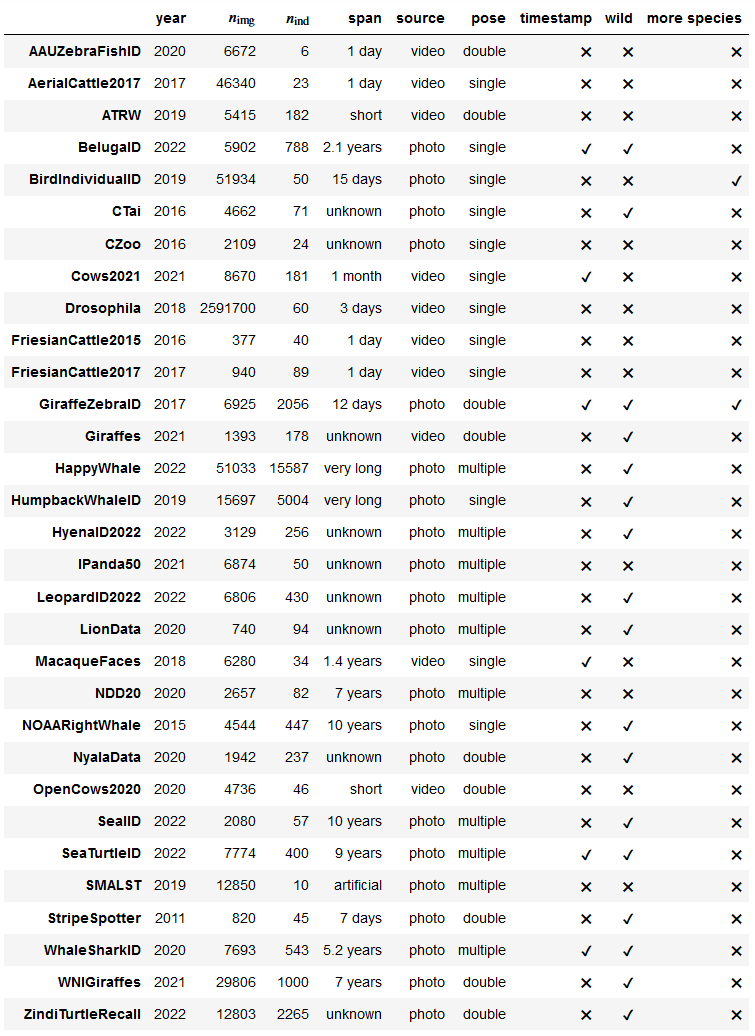 year n_img n_ind span source pose timestamp wild more species
AAUZebraFishID 2020 6672 6 1 day video double ✗ ✗ ✗
AerialCattle2017 2017 46340 23 1 day video single ✗ ✗ ✗
ATRW 2019 5415 182 short video double ✗ ✗ ✗
BelugaID 2022 5902 788 2.1 years photo single ✓ ✓ ✗
BirdIndividualID 2019 51934 50 15 days photo single ✗ ✗ ✓
CTai 2016 4662 71 unknown photo single ✗ ✓ ✗
CZoo 2016 2109 24 unknown photo single ✗ ✗ ✗
Cows2021 2021 8670 181 1 month video single ✓ ✗ ✗
Drosophila 2018 2591700 60 3 days video single ✗ ✗ ✗
FriesianCattle2015 2016 377 40 1 day video single ✗ ✗ ✗
FriesianCattle2017 2017 940 89 1 day video single ✗ ✗ ✗
GiraffeZebraID 2017 6925 2056 12 days photo double ✓ ✓ ✓
Giraffes 2021 1393 178 unknown video double ✗ ✓ ✗
HappyWhale 2022 51033 15587 very long photo multiple ✗ ✓ ✗
HumpbackWhaleID 2019 15697 5004 very long photo single ✗ ✓ ✗
HyenaID2022 2022 3129 256 unknown photo multiple ✗ ✓ ✗
IPanda50 2021 6874 50 unknown photo multiple ✗ ✗ ✗
LeopardID2022 2022 6806 430 unknown photo multiple ✗ ✓ ✗
LionData 2020 740 94 unknown photo multiple ✗ ✓ ✗
MacaqueFaces 2018 6280 34 1.4 years video single ✓ ✗ ✗
NDD20 2020 2657 82 7 years photo multiple ✗ ✗ ✗
NOAARightWhale 2015 4544 447 10 years photo single ✗ ✓ ✗
NyalaData 2020 1942 237 unknown photo double ✗ ✓ ✗
OpenCows2020 2020 4736 46 short video double ✗ ✗ ✗
SealID 2022 2080 57 10 years photo multiple ✗ ✓ ✗
SeaTurtleID 2022 7774 400 9 years photo multiple ✓ ✓ ✗
SMALST 2019 12850 10 artificial photo multiple ✗ ✗ ✗
StripeSpotter 2011 820 45 7 days photo double ✗ ✓ ✗
WhaleSharkID 2020 7693 543 5.2 years photo multiple ✓ ✓ ✗
WNIGiraffes 2021 29806 1000 7 years photo double ✗ ✓ ✗
ZindiTurtleRecall 2022 12803 2265 unknown photo double ✗ ✓ ✗